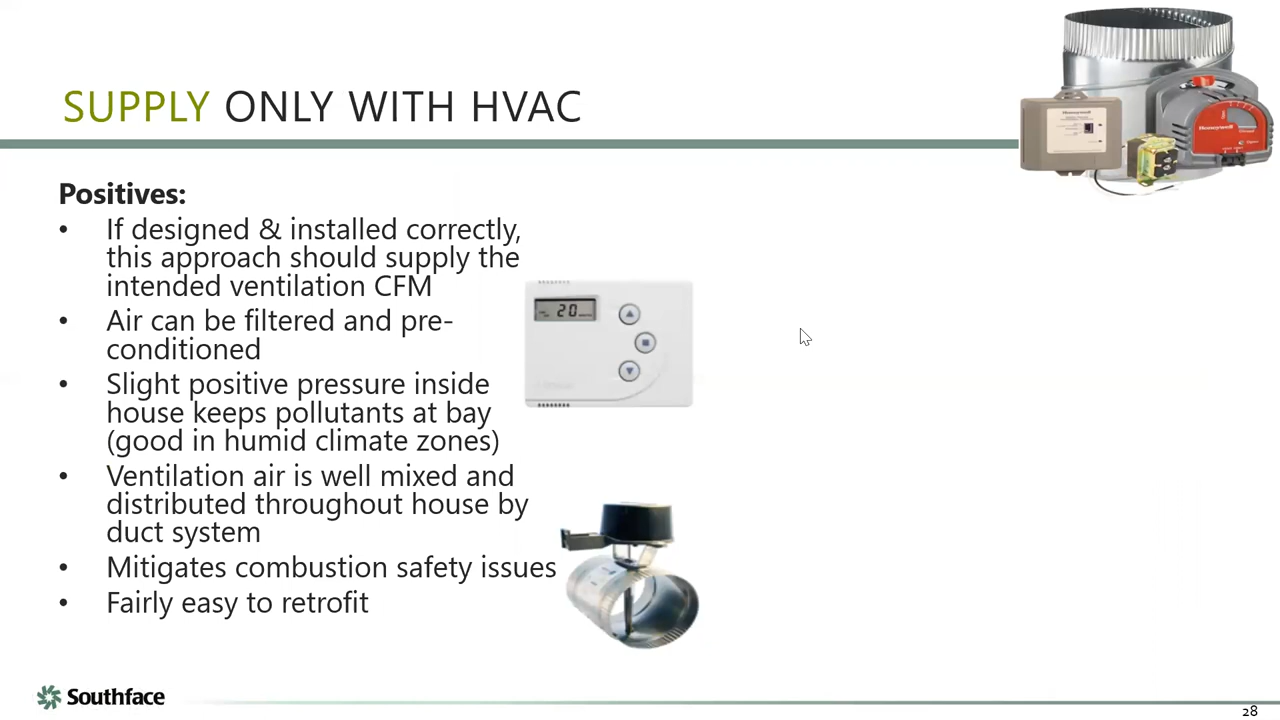 SUPPLY ONLY WITH HVAC
Honeywell
Honeywell
Positives:
• If designed & installed correctly,
this approach should supply the
intended ventilation CFM
• Air can be filtered and pre-
conditioned
• Slight positive pressure inside
house keeps pollutants at bay
(good in humid climate zones)
• Ventilation air is well mixed and
distributed throughout house by
duct system
• Mitigates combustion safety issues
• Fairly easy to retrofit
20
Southface
28